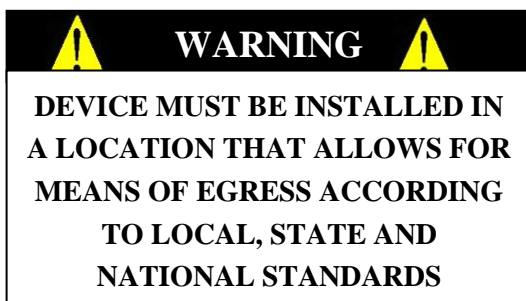 WARNING
DEVICE MUST BE INSTALLED IN
A LOCATION THAT ALLOWS FOR
MEANS OF EGRESS ACCORDING
TO LOCAL, STATE AND
NATIONAL STANDARDS